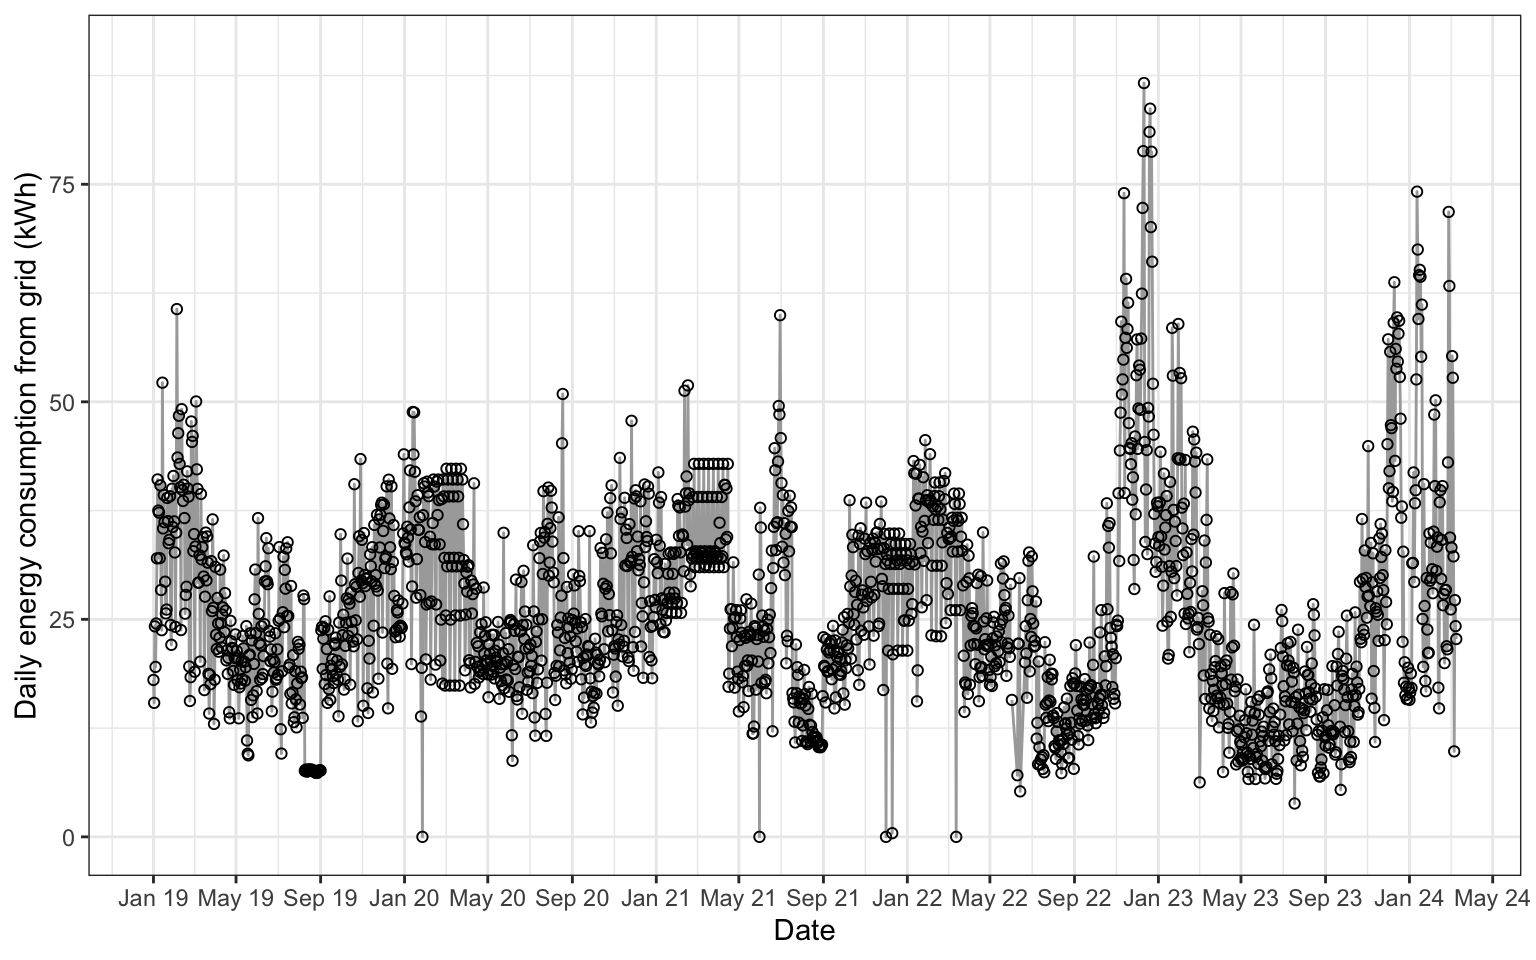 Daily energy consumption from grid (kWh)
75
50
25
0
Jan 19 May 19 Sep 19 Jan 20 May 20 Sep 20 Jan 21 May 21 Sep 21 Jan 22 May 22 Sep 22 Jan 23 May 23 Sep 23 Jan 24 May 24
Date